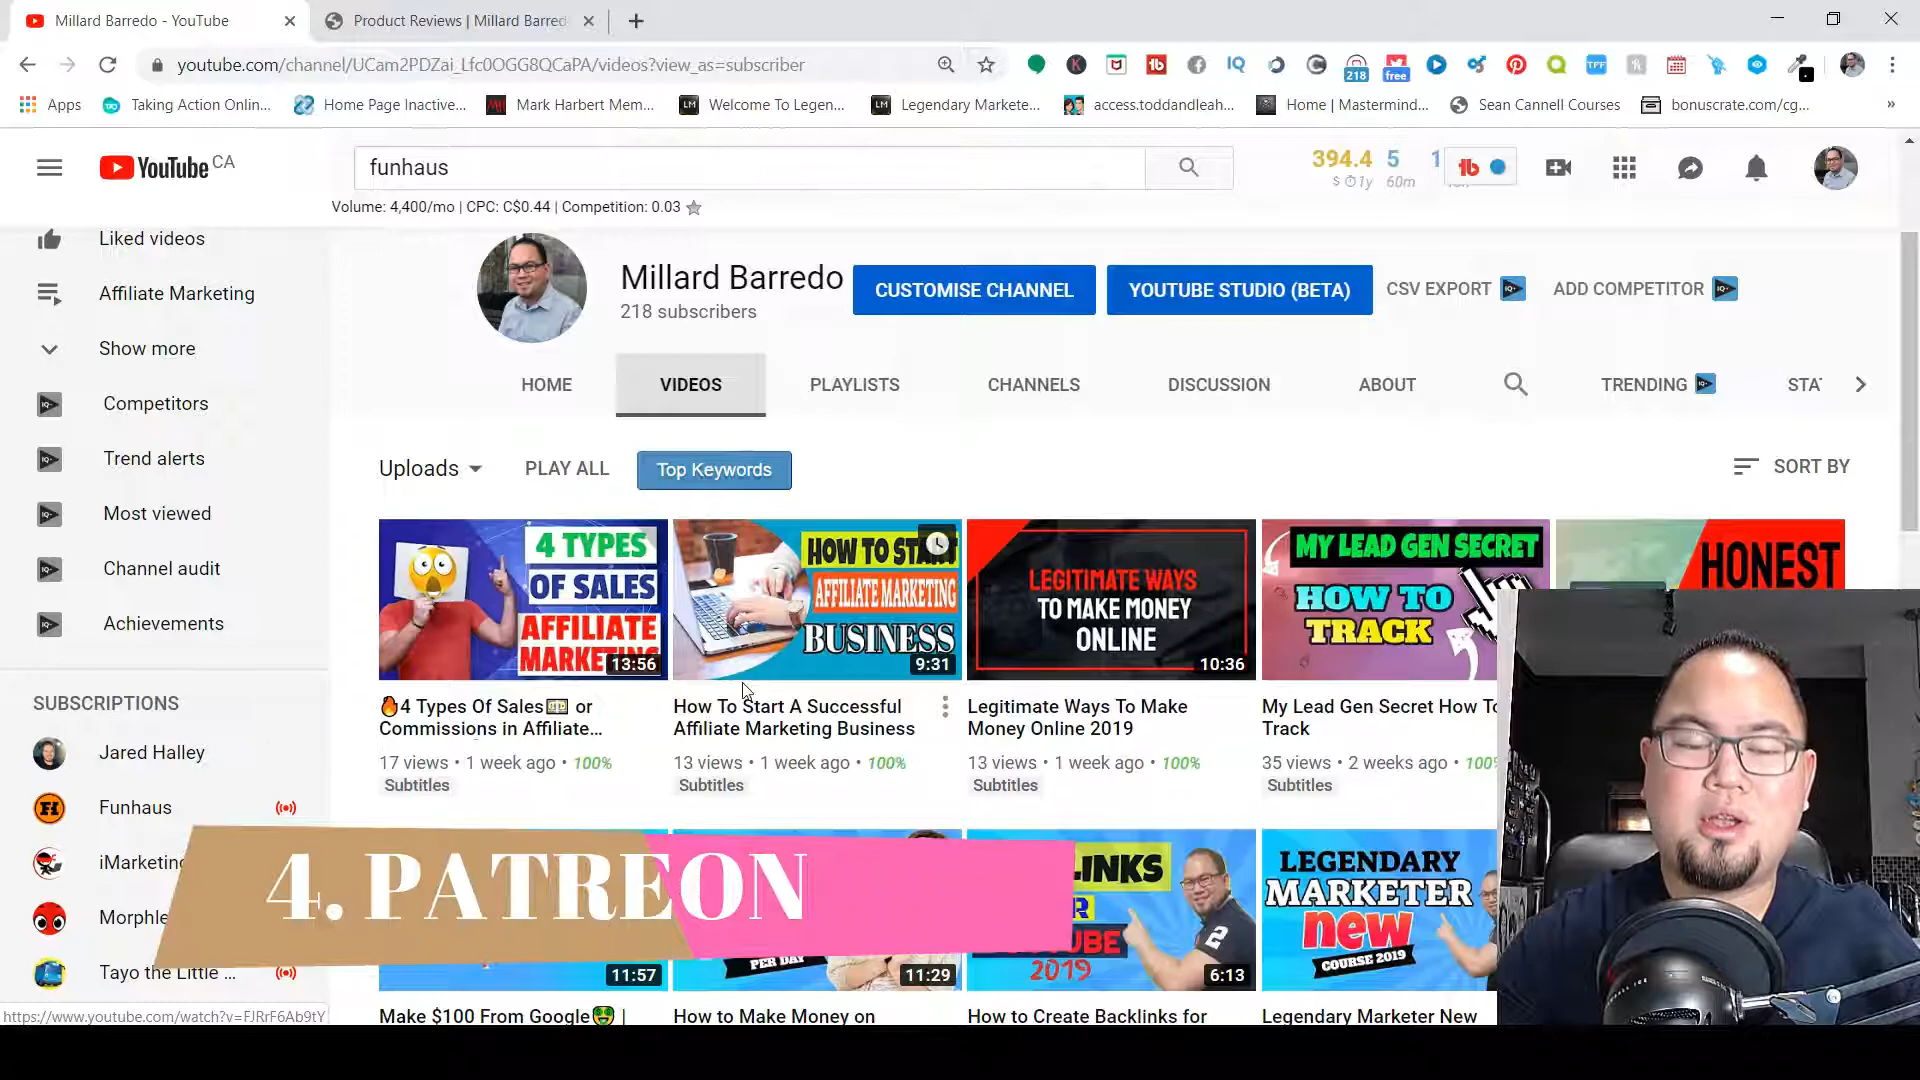 Millard Barredo - YouTube
Product Reviews | Millard Barred
youtube.com/channel/UCam2PDZai_Lfc0OGG8QCaPA/videos?view_as=subscriber
218
free
Apps
Taking Action Onlin...
Home Page Inactive...
Mark Harbert Mem...
Welcome To Legen...
Legendary Markete...
access.toddandleah...
Home | Mastermind...
Sean Cannell Courses
bonuscrate.com/cg...
YouTube CA
funhaus
394.4 5 1
60m
Volume: 4,400/mo | CPC: C$0.44 | Competition: 0.03
Liked videos
Affiliate Marketing
Show more
Competitors
Trend alerts
Most viewed
Channel audit
Achievements
SUBSCRIPTIONS
Jared Halley
Funhaus
iMarketing
Morphle
Tayo the Little ...
Millard Barredo
218 subscribers
CUSTOMISE CHANNEL
YOUTUBE STUDIO (BETA)
CSV EXPORT
ADD COMPETITOR
HOME
VIDEOS
PLAYLISTS
CHANNELS
DISCUSSION
ABOUT
TRENDING
STAT
Uploads
PLAY ALL
Top Keywords
SORT BY
4 TYPES
OF SALES
AFFILIATE
MARKETING
13:56
HOW TO START
AFFILIATE MARKETING
BUSINESS
9:31
LEGITIMATE WAYS
TO MAKE MONEY
ONLINE
10:36
MY LEAD GEN SECRET
HOW TO
TRACK
HONEST
🔥4 Types Of Sales💵 or
Commissions in Affiliate...
17 views • 1 week ago • 100%
Subtitles
How To Start A Successful
Affiliate Marketing Business
13 views • 1 week ago • 100%
Subtitles
Legitimate Ways To Make
Money Online 2019
13 views • 1 week ago • 100%
Subtitles
My Lead Gen Secret How To
Track
35 views • 2 weeks ago • 100%
Subtitles
4. PATREON
11:57
PER DAY
11:29
LINKS
2019
6:13
LEGENDARY
MARKETER
new
COURSE 2019
2
Make $100 From Google🤑 |
How to Make Money on
How to Create Backlinks for
Legendary Marketer New
https://www.youtube.com/watch?v=FJRrF6Ab9tY